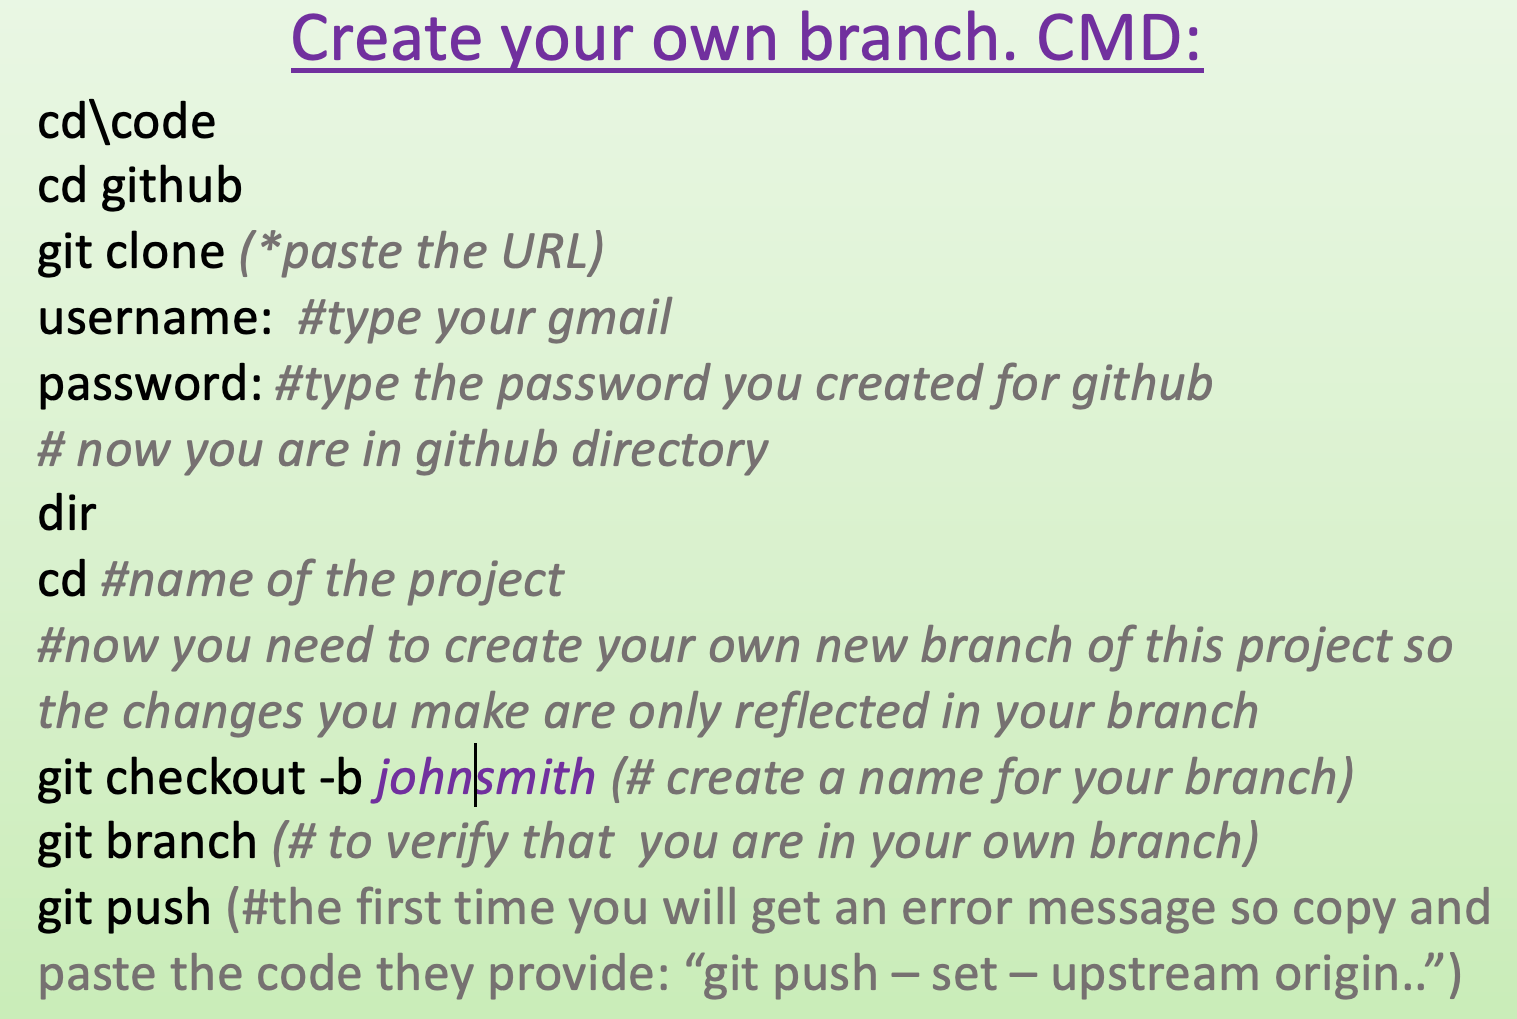 Create your own branch. CMD:
cd\code
cd github
git clone (*paste the URL)
username:  #type your gmail
password: #type the password you created for github
# now you are in github directory
dir
cd #name of the project
#now you need to create your own new branch of this project so
the changes you make are only reflected in your branch
git checkout -b johnsmith (# create a name for your branch)
git branch (# to verify that  you are in your own branch)
git push (#the first time you will get an error message so copy and
paste the code they provide: “git push – set – upstream origin..”)